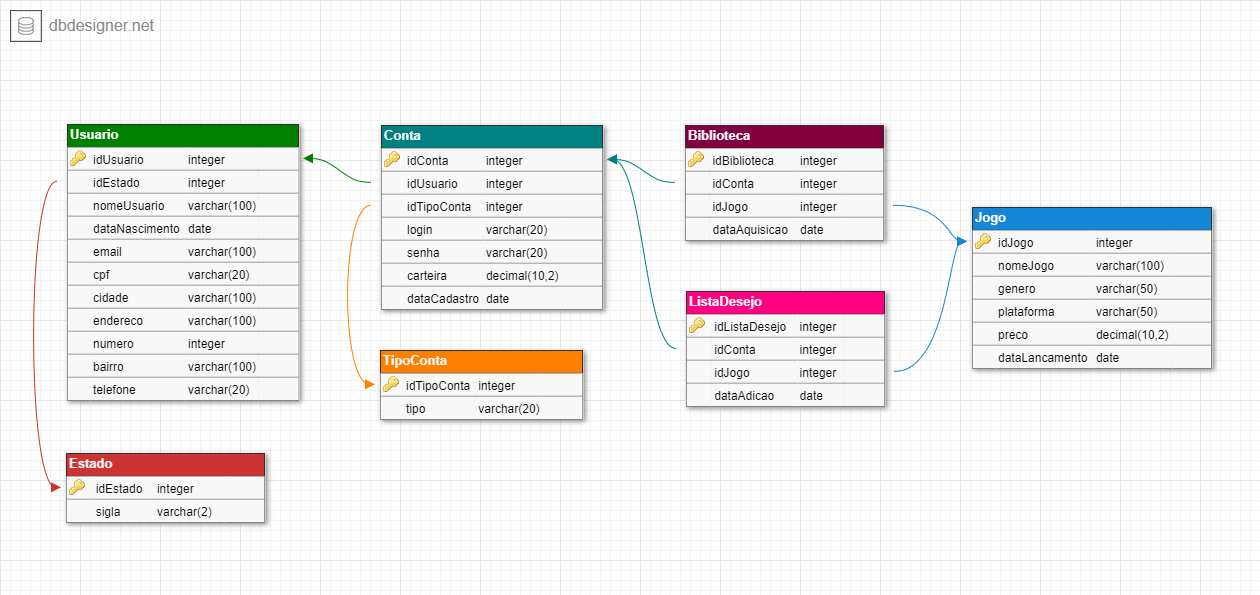 dbdesigner.net
Usuario
idUsuario integer
idEstado integer
nomeUsuario varchar(100)
dataNascimento date
email varchar(100)
cpf varchar(20)
cidade varchar(100)
endereco varchar(100)
numero integer
bairro varchar(100)
telefone varchar(20)
Estado
idEstado integer
sigla varchar(2)
Conta
idConta integer
idUsuario integer
idTipoConta integer
login varchar(20)
senha varchar(20)
carteira decimal(10,2)
dataCadastro date
TipoConta
idTipoConta integer
tipo varchar(20)
Biblioteca
idBiblioteca integer
idConta integer
idJogo integer
dataAquisicao date
ListaDesejo
idListaDesejo integer
idConta integer
idJogo integer
dataAdicao date
Jogo
idJogo integer
nomeJogo varchar(100)
genero varchar(50)
plataforma varchar(50)
preco decimal(10,2)
dataLancamento date